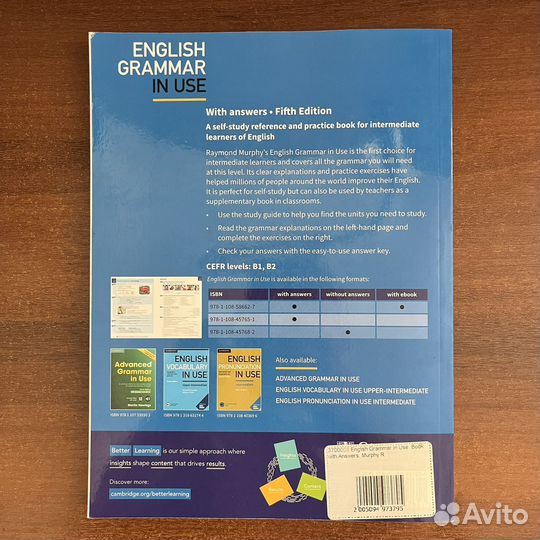 ENGLISH
GRAMMAR
IN USE
With answers • Fifth Edition
A self-study reference and practice book for intermediate
learners of English
Raymond Murphy's English Grammar in Use is the first choice for
intermediate learners and covers all the grammar you will need
at this level. Its clear explanations and practice exercises have
helped millions of people around the world improve their English.
It is perfect for self-study but can also be used by teachers as a
supplementary book in classrooms.
• Use the study guide to help you find the units you need to study.
• Read the grammar explanations on the left-hand page and
complete the exercises on the right.
• Check your answers with the easy-to-use answer key.
CEFR levels: B1, B2
English Grammar in Use is available in the following formats:
ISBN with answers without answers with ebook
978-1-108-58662-7 • •
978-1-108-45765-1 •
978-1-108-45768-2 •
Advanced
Grammar
in Use
Martin Hewings
ENGLISH
VOCABULARY
IN USE
Upper-intermediate
ENGLISH
PRONUNCIATION
IN USE
Also available:
ADVANCED GRAMMAR IN USE
ENGLISH VOCABULARY IN USE UPPER-INTERMEDIATE
ENGLISH PRONUNCIATION IN USE INTERMEDIATE
Better Learning is our simple approach where
insights shape content that drives results.
Discover more:
cambridge.org/betterlearning
Insights
Results
Content
English Grammar in Use. Book
with Answers. Murphy R.
2 005094 973795
Avito